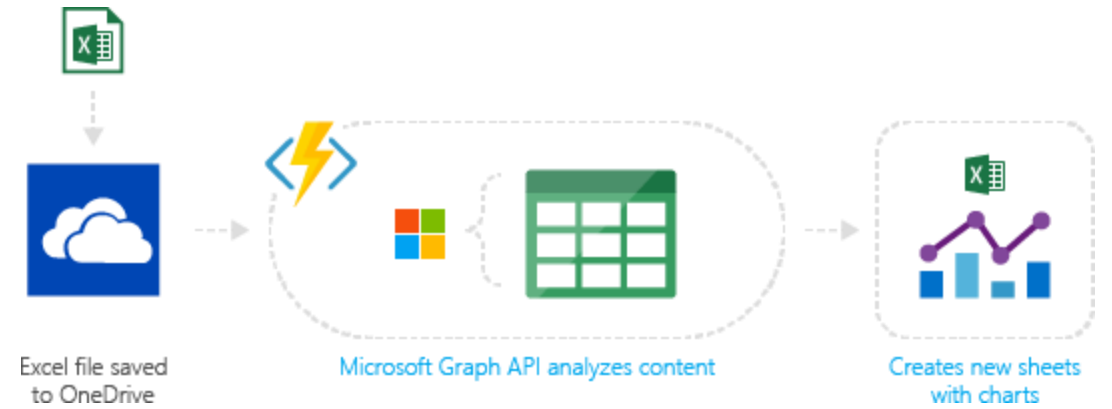 Excel file saved
to OneDrive
Microsoft Graph API analyzes content
Creates new sheets
with charts